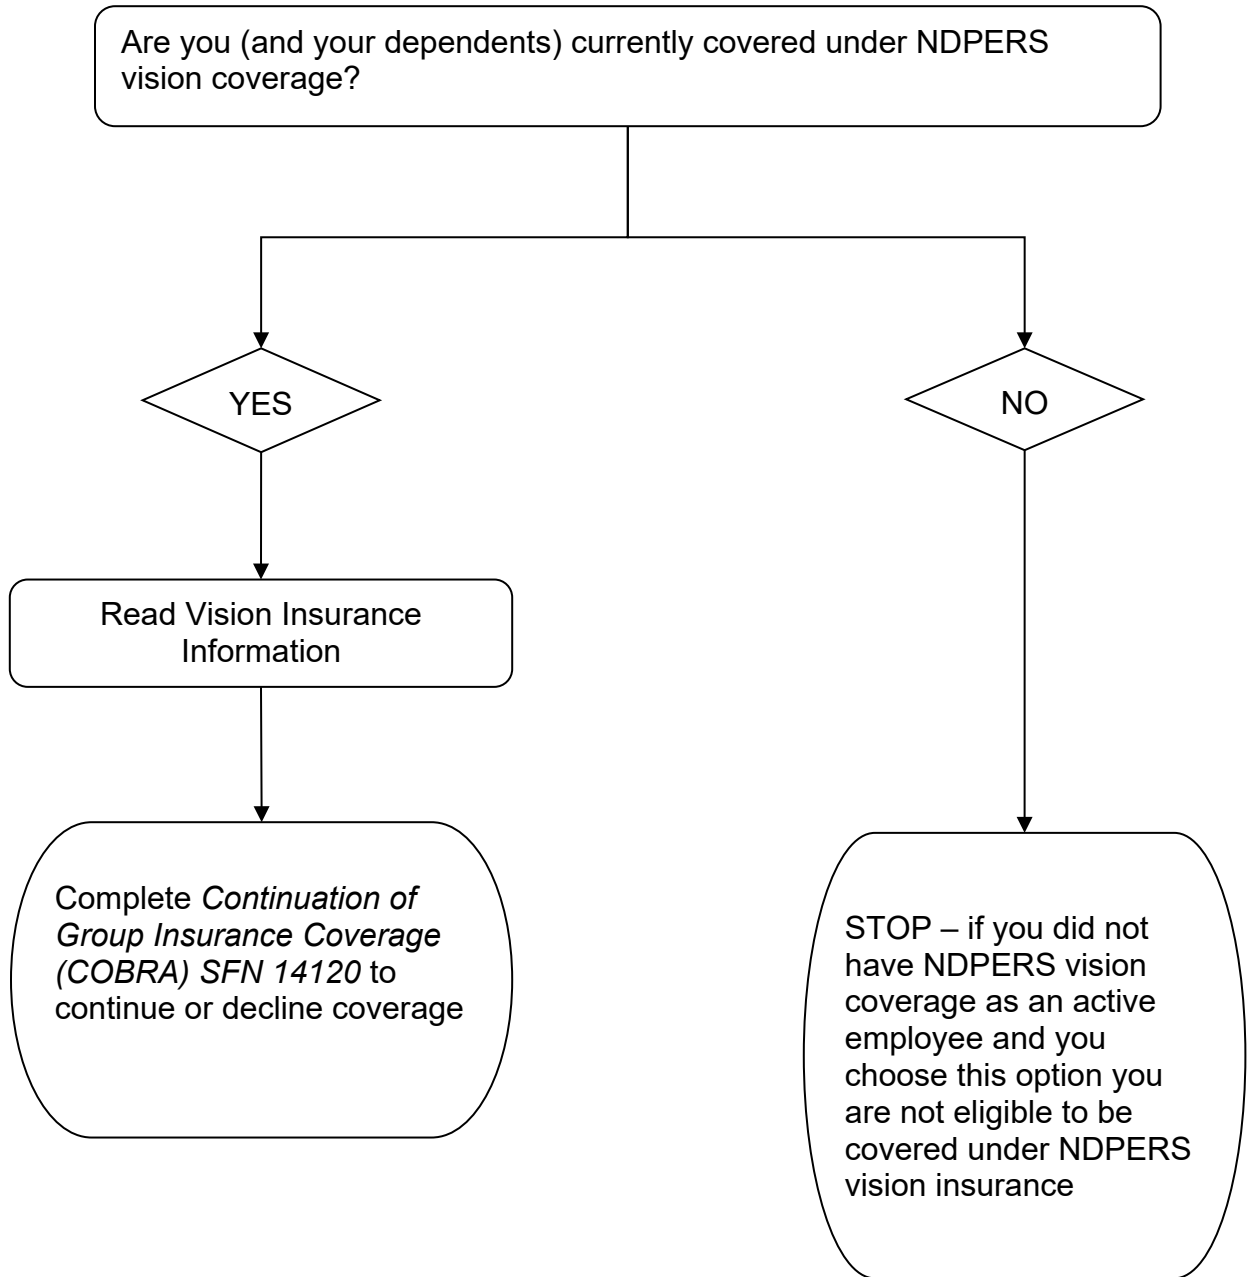 Are you (and your dependents) currently covered under NDPERS
vision coverage?
YES
NO
Read Vision Insurance
Information
Complete Continuation of
Group Insurance Coverage
(COBRA) SFN 14120 to
continue or decline coverage
STOP – if you did not
have NDPERS vision
coverage as an active
employee and you
choose this option you
are not eligible to be
covered under NDPERS
vision insurance